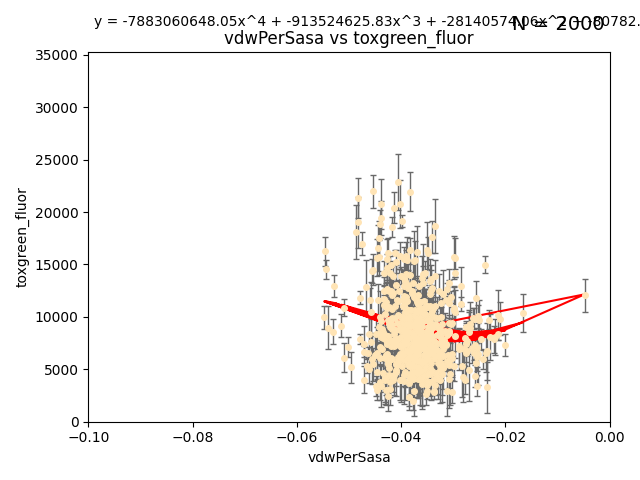 y = -7883060648.05x^4 + -913524625.83x^3 + -28140574.06x^2 + -80782.
N = 2000
vdwPerSasa vs toxgreen_fluor
35000
30000
25000
20000
15000
10000
5000
0
toxgreen_fluor
−0.10
−0.08
−0.06
−0.04
−0.02
0.00
vdwPerSasa